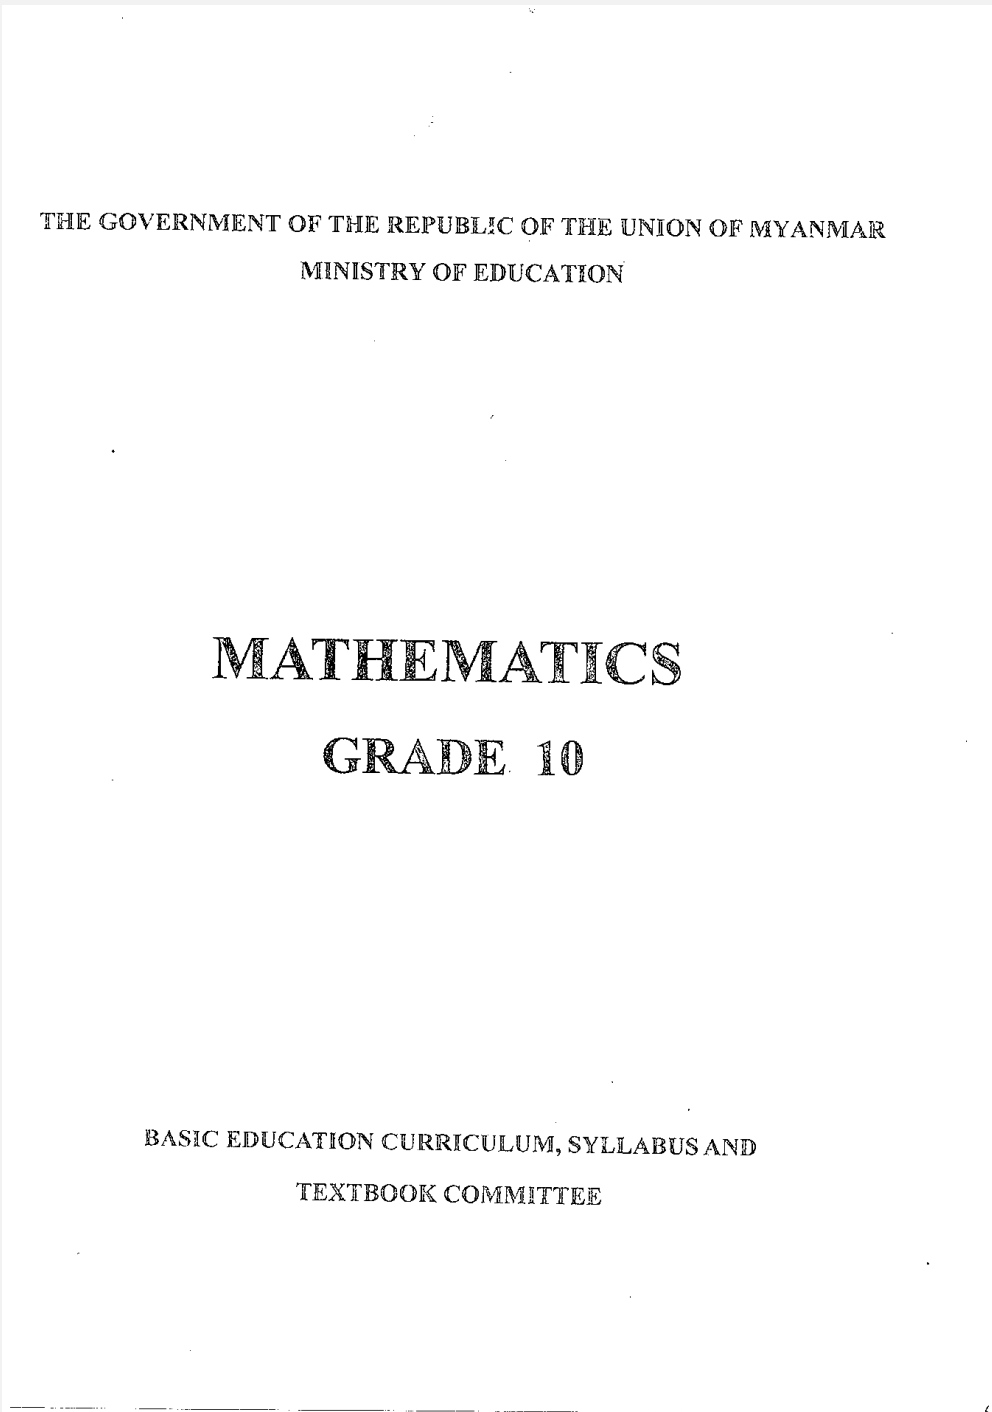 THE GOVERNMENT OF THE REPUBLIC OF THE UNION OF MYANMAR
MINISTRY OF EDUCATION
MATHEMATICS
GRADE 10
BASIC EDUCATION CURRICULUM, SYLLABUS AND
TEXTBOOK COMMITTEE